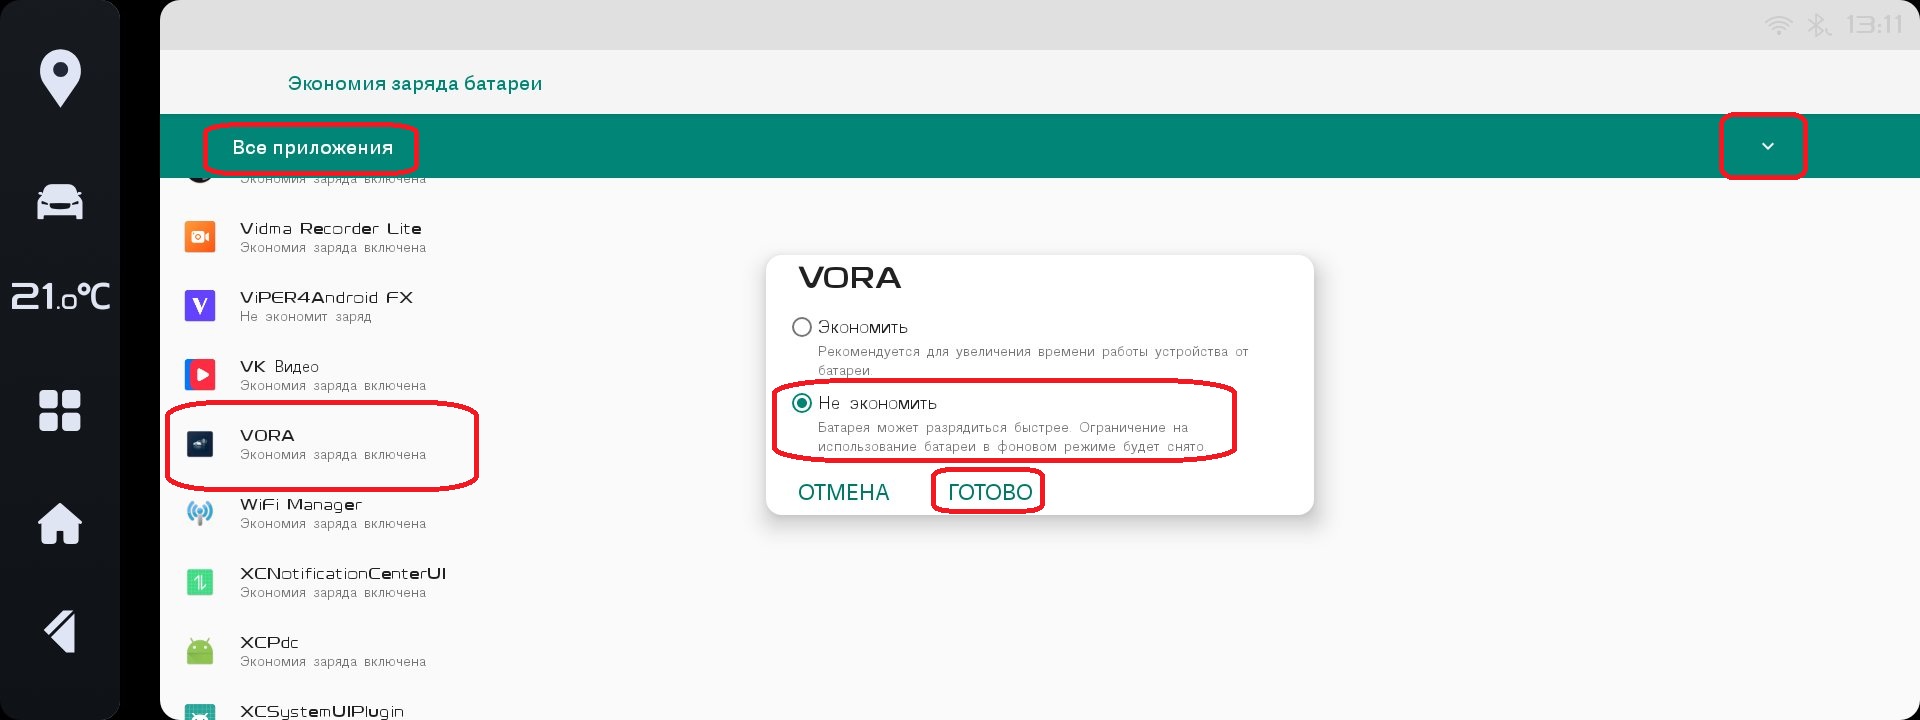 13:11
Экономия заряда батареи
Все приложения
Экономия заряда включена
Vidma Recorder Lite
Экономия заряда включена
ViPER4Android FX
Не экономит заряд
VK Видео
Экономия заряда включена
VORA
Экономия заряда включена
WiFi Manager
Экономия заряда включена
XCNotificationCenterUI
Экономия заряда включена
XCPdc
Экономия заряда включена
XCSystemUIPlugin
VORA
Экономить
Рекомендуется для увеличения времени работы устройства от
батареи.
Не экономить
Батарея может разрядиться быстрее. Ограничение на
использование батареи в фоновом режиме будет снято.
ОТМЕНА ГОТОВО
21.0°C